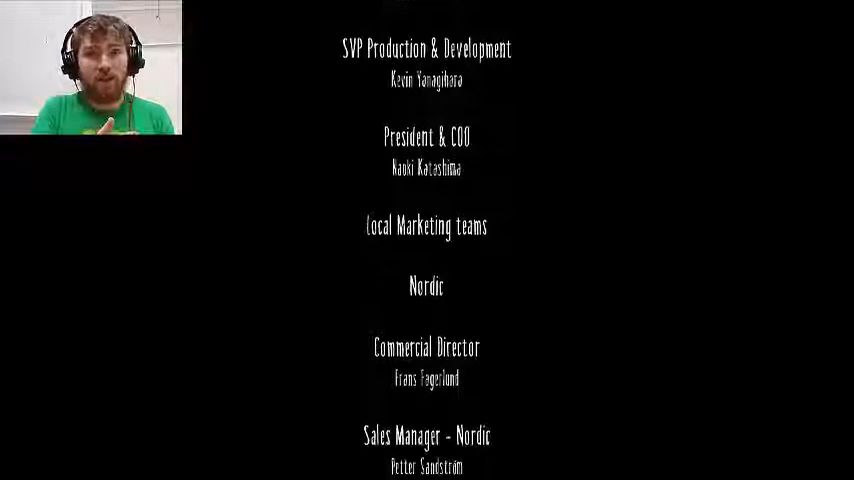 SVP Production & Development
Kevin Yanagihara
President & COO
Naoki Katashima
Local Marketing teams
Nordic
Commercial Director
Frans Fagerlund
Sales Manager - Nordic
Petter Sandström